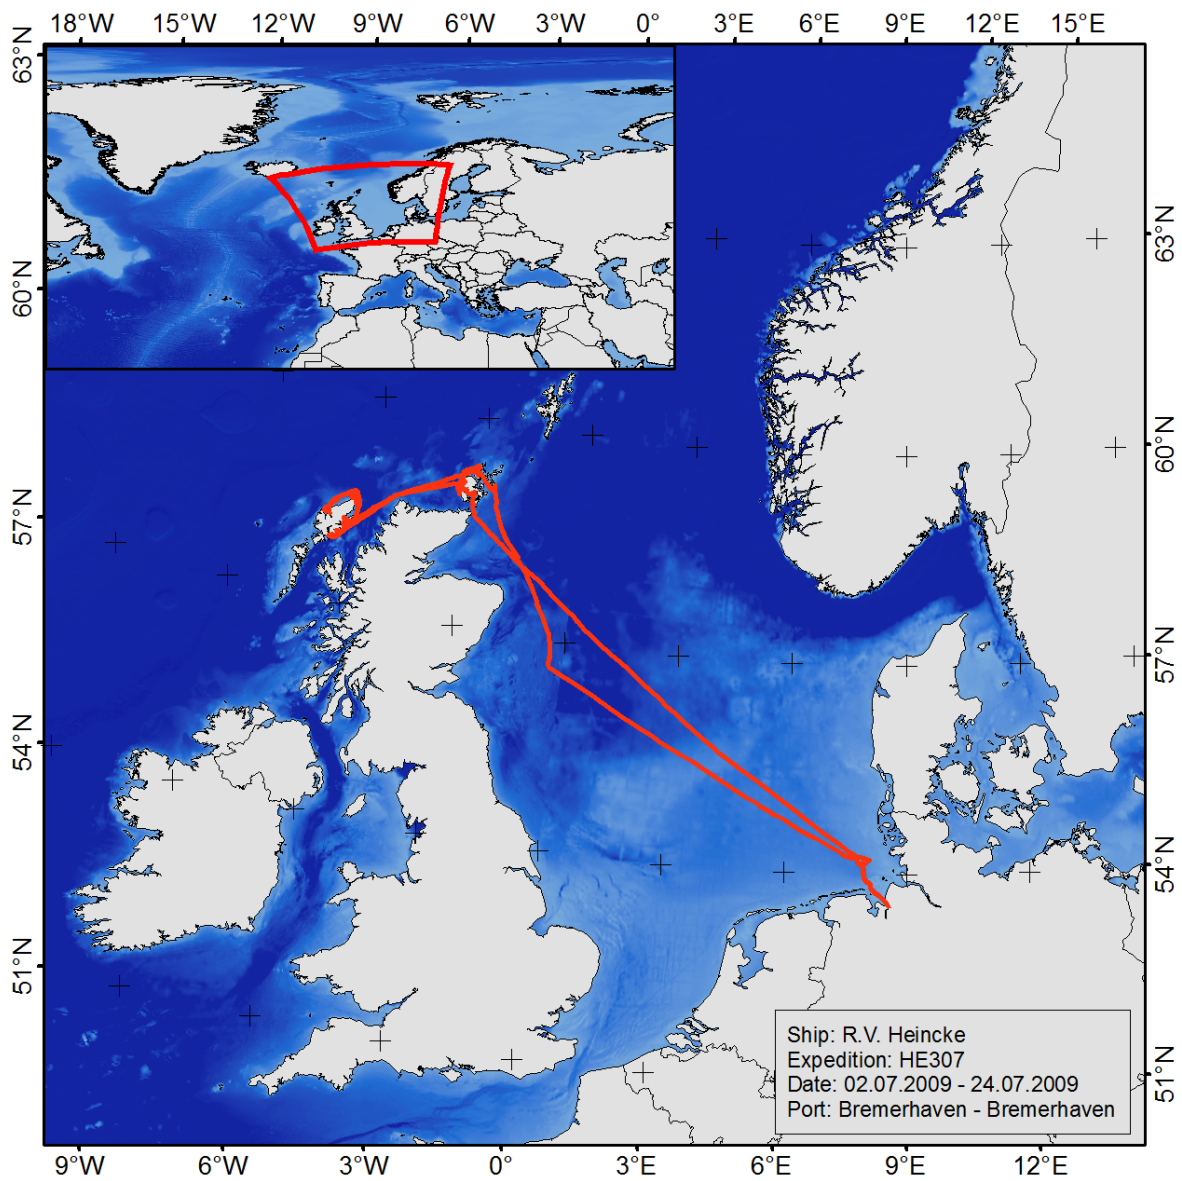 18°W 15°W 12°W 9°W 6°W 3°W 0° 3°E 6°E 9°E 12°E 15°E
63°N
63°N
60°N
60°N
57°N
57°N
54°N
54°N
51°N
51°N
Ship: R.V. Heincke
Expedition: HE307
Date: 02.07.2009 - 24.07.2009
Port: Bremerhaven - Bremerhaven
9°W 6°W 3°W 0° 3°E 6°E 9°E 12°E